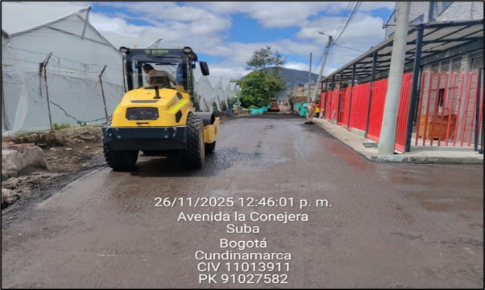 26/11/2025 12:46:01 p. m.
Avenida la Conejera
Suba
Bogotá
Cundinamarca
CIV 11013911
PK 91027582